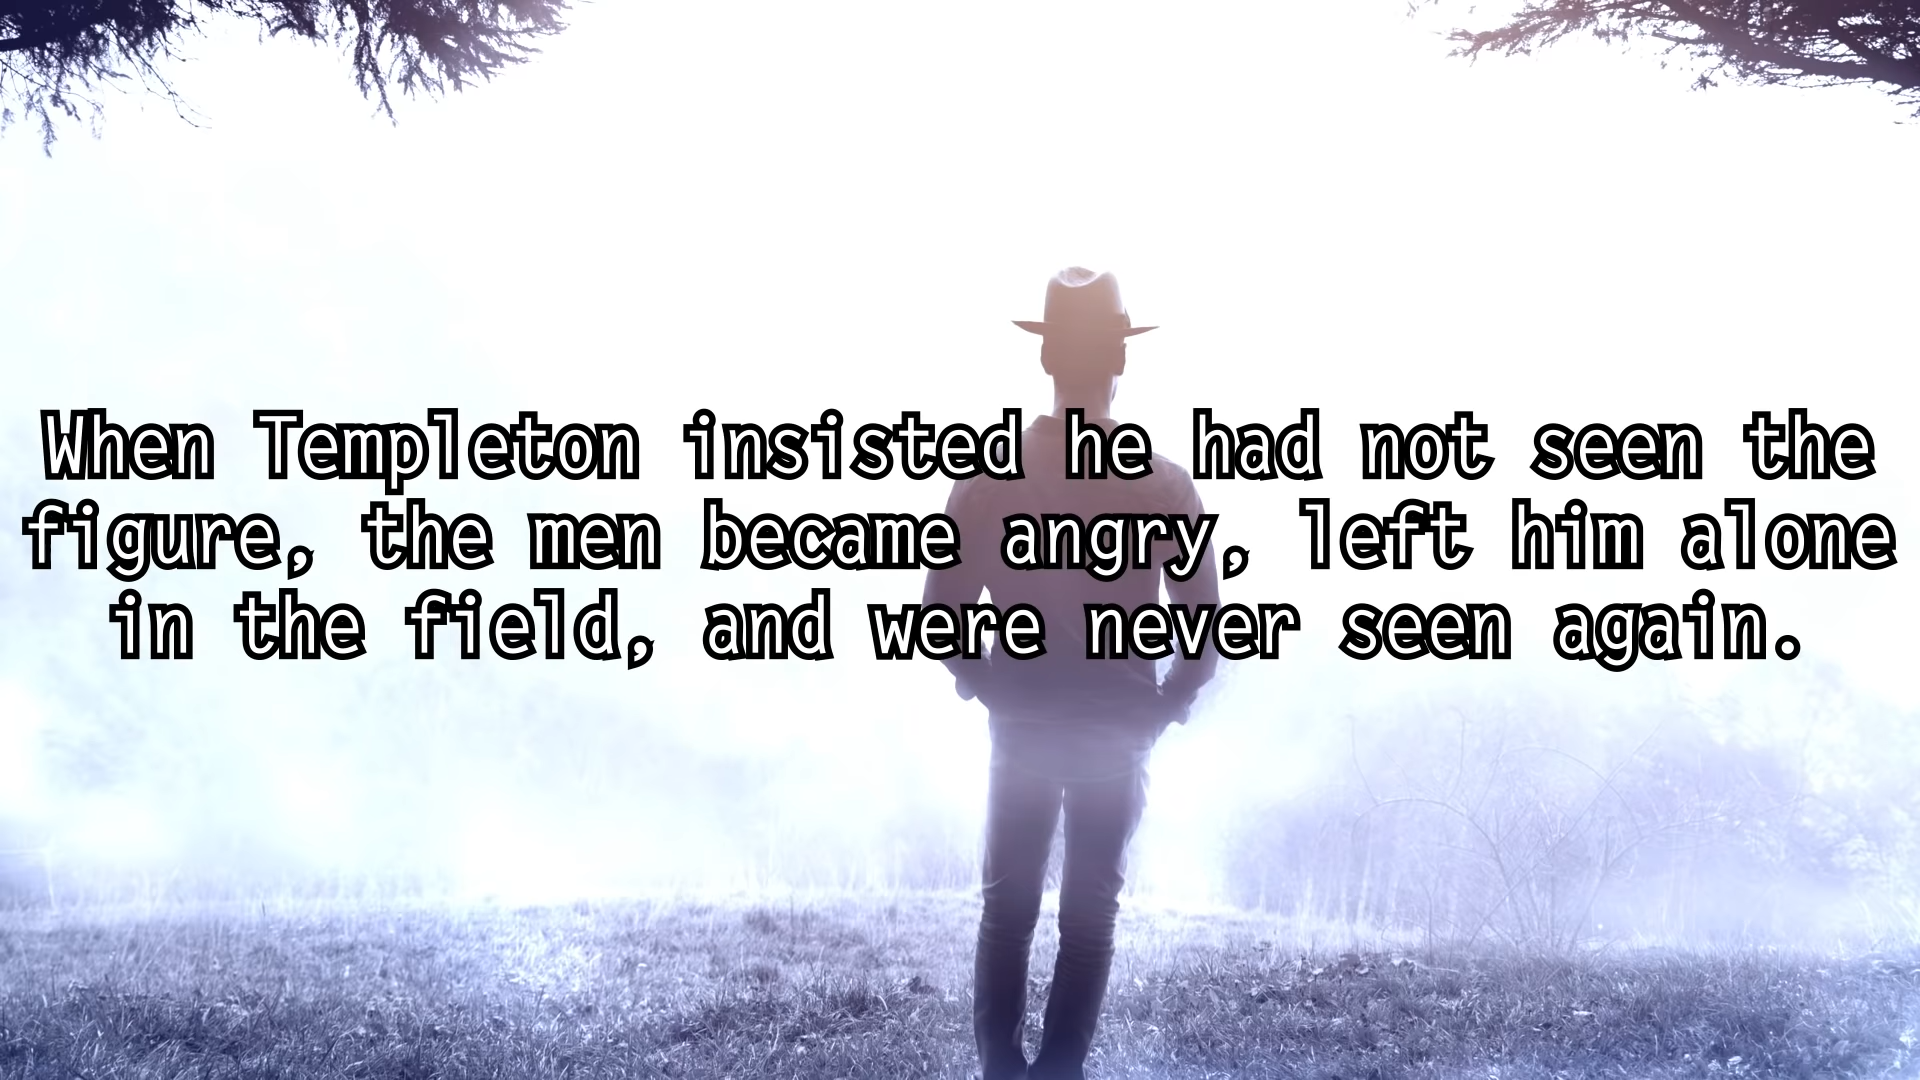 When Templeton insisted he had not seen the
figure, the men became angry, left him alone
in the field, and were never seen again.